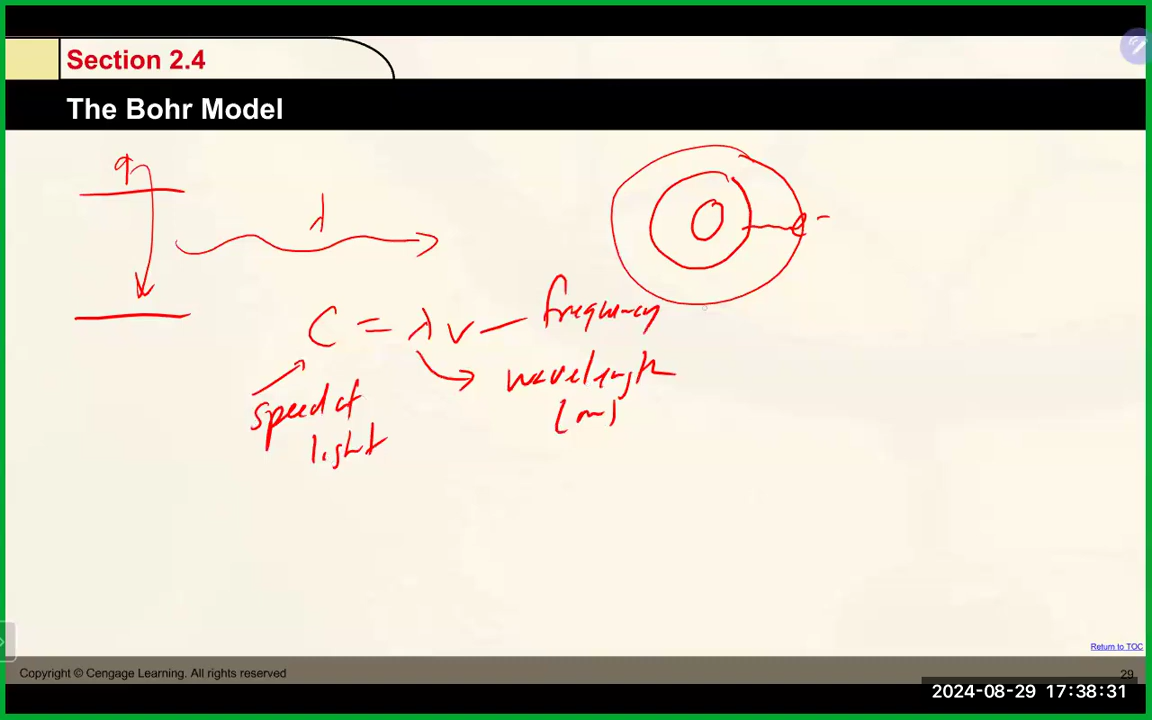 Section 2.4
The Bohr Model
λ
e⁻
C = λν — frequency
wavelength
(m)
speed of
light
Return to TOC
Copyright © Cengage Learning. All rights reserved
29
2024-08-29 17:38:31